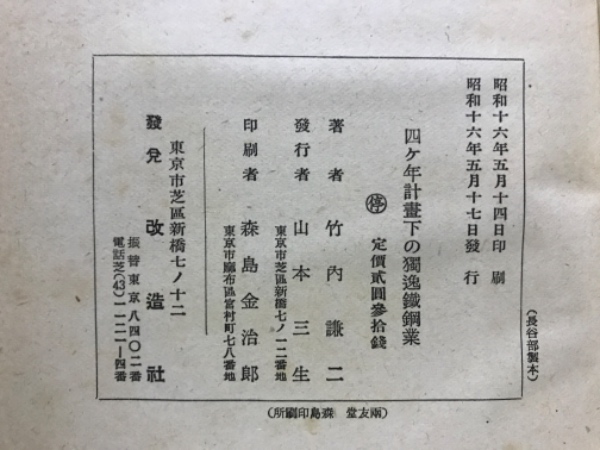 昭和十六年五月十四日印刷
昭和十六年五月十七日發行
(長谷部製本)
四ケ年計畫下の獨逸鐵鋼業
停 定價貳圓參拾錢
著者 竹內謙二
發行者 山本三生
東京市芝區新橋七ノ一二番地
印刷者 森島金治郎
東京市麻布區宮村町七八番地
東京市芝區新橋七ノ十二
發兌 改造社
振替東京八四〇二番
電話芝(43)一一二一—四番
(兩友堂 森島印刷所)